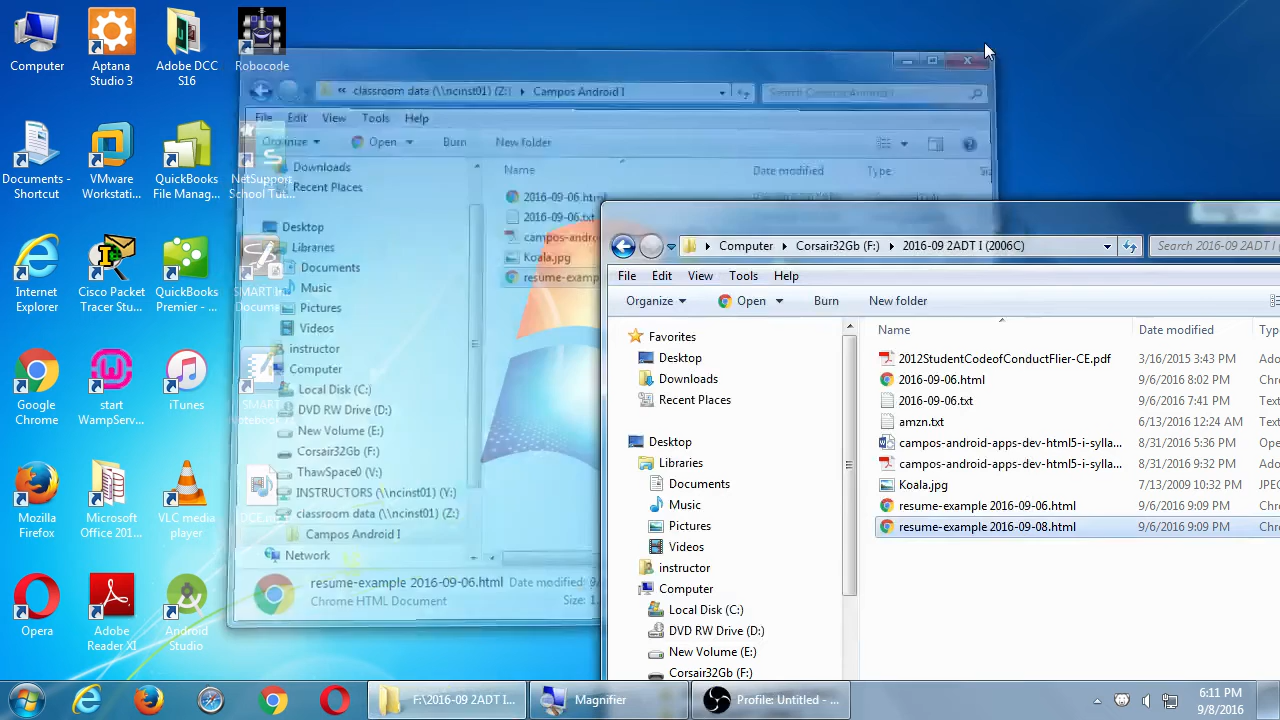 Computer
Aptana
Studio 3
Adobe DCC
S16
Robocode
Documents -
Shortcut
VMware
Workstati...
QuickBooks
File Manag...
NetSupport
School Tut...
Internet
Explorer
Cisco Packet
Tracer Stu...
QuickBooks
Premier - ...
Google
Chrome
start
WampServ...
iTunes
Mozilla
Firefox
Microsoft
Office 201...
VLC media
player
Opera
Adobe
Reader XI
Android
Studio
classroom data (\\ncinst01) (Z:)
Campos Android I
Search Campos Android I
File Edit View Tools Help
Organize Open Burn New folder
Name Date modified Type
Downloads
Recent Places
Desktop
Libraries
Documents
Music
Pictures
Videos
instructor
Computer
Local Disk (C:)
DVD RW Drive (D:)
New Volume (E:)
Corsair32Gb (F:)
ThawSpace0 (V:)
INSTRUCTORS (\\ncinst01) (Y:)
classroom data (\\ncinst01) (Z:)
Campos Android I
Network
2016-09-06.html
2016-09-06.txt
campos-andro
Koala.jpg
resume-examp
resume-example 2016-09-06.html Date modified: 9/
Chrome HTML Document Size: 1.
Computer Corsair32Gb (F:) 2016-09 2ADT I (2006C)
Search 2016-09 2ADT I (
File Edit View Tools Help
Organize Open Burn New folder
Favorites
Desktop
Downloads
Recent Places
Desktop
Libraries
Documents
Music
Pictures
Videos
instructor
Computer
Local Disk (C:)
DVD RW Drive (D:)
New Volume (E:)
Corsair32Gb (F:)
Name Date modified Type
2012StudentCodeofConductFlier-CE.pdf 3/16/2015 3:43 PM Ado
2016-09-06.html 9/6/2016 8:02 PM Chro
2016-09-06.txt 9/6/2016 7:41 PM Text
amzn.txt 6/13/2016 12:24 AM Text
campos-android-apps-dev-html5-i-sylla... 8/31/2016 5:36 PM Ope
campos-android-apps-dev-html5-i-sylla... 8/31/2016 9:32 PM Ado
Koala.jpg 7/13/2009 10:32 PM JPEG
resume-example 2016-09-06.html 9/6/2016 9:09 PM Chro
resume-example 2016-09-08.html 9/6/2016 9:09 PM Chro
F:\2016-09 2ADT I...
Magnifier
Profile: Untitled - ...
6:11 PM
9/8/2016